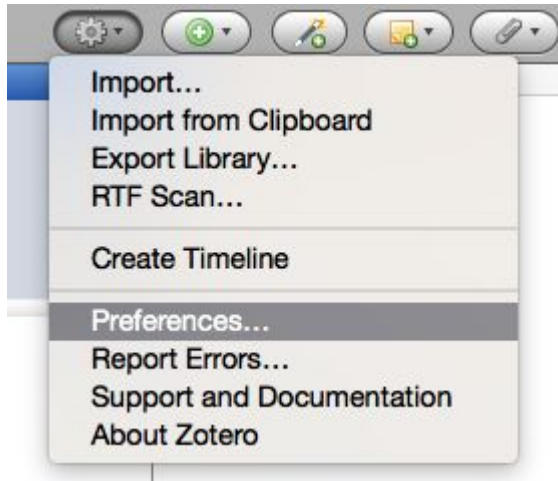 Import...
Import from Clipboard
Export Library...
RTF Scan...
Create Timeline
Preferences...
Report Errors...
Support and Documentation
About Zotero